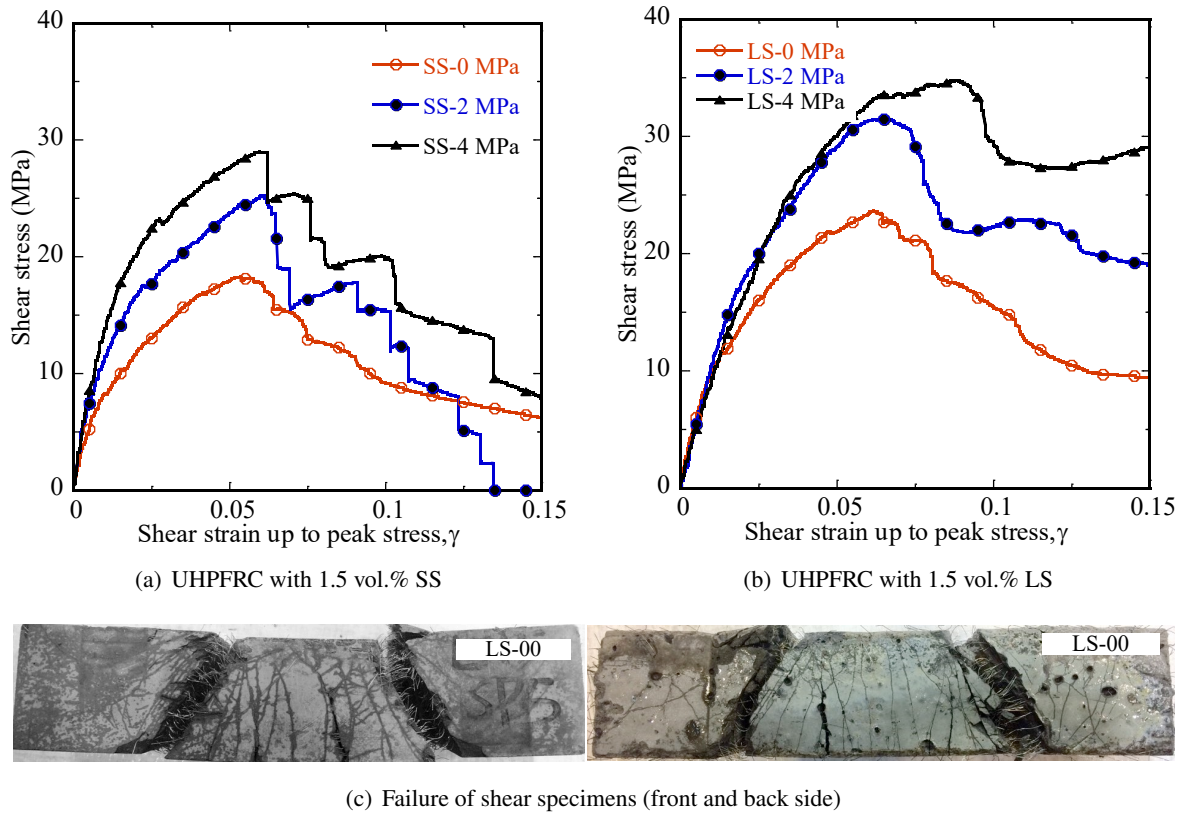 40
30
20
10
0
Shear stress (MPa)
SS-0 MPa
SS-2 MPa
SS-4 MPa
0 0.05 0.1 0.15
Shear strain up to peak stress,γ
(a) UHPFRC with 1.5 vol.% SS
40
30
20
10
0
Shear stress (MPa)
LS-0 MPa
LS-2 MPa
LS-4 MPa
0 0.05 0.1 0.15
Shear strain up to peak stress,γ
(b) UHPFRC with 1.5 vol.% LS
LS-00
SP5
LS-00
(c) Failure of shear specimens (front and back side)